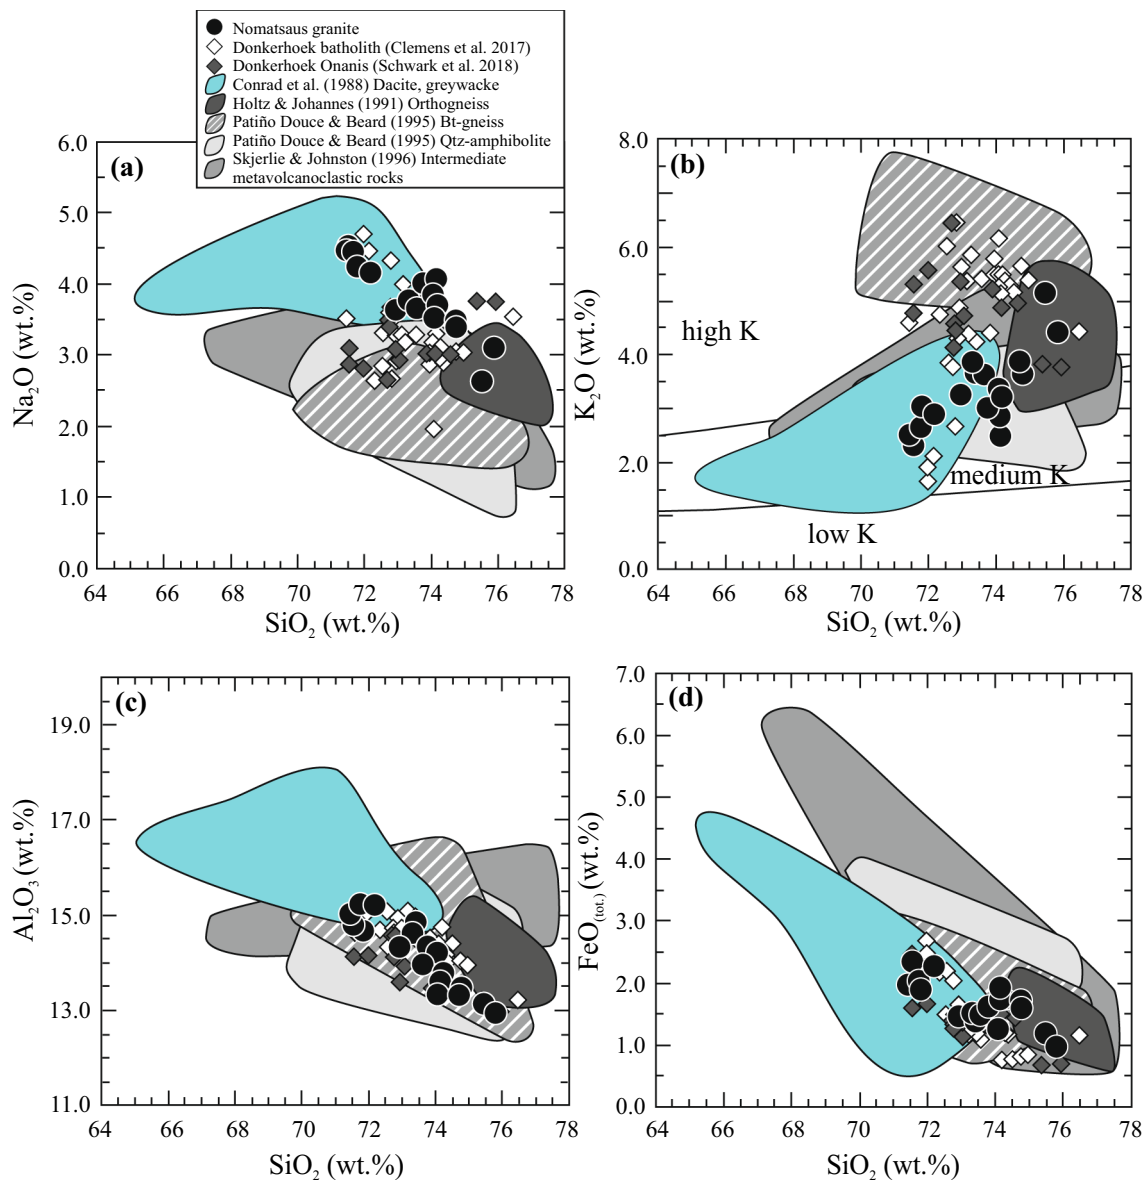 Nomatsaus granite
Donkerhoek batholith (Clemens et al. 2017)
Donkerhoek Onanis (Schwark et al. 2018)
Conrad et al. (1988) Dacite, greywacke
Holtz & Johannes (1991) Orthogneiss
Patiño Douce & Beard (1995) Bt-gneiss
Patiño Douce & Beard (1995) Qtz-amphibolite
Skjerlie & Johnston (1996) Intermediate
metavolcanoclastic rocks
(a)
6.0
5.0
4.0
3.0
2.0
1.0
0.0
Na₂O (wt.%)
64 66 68 70 72 74 76 78
SiO₂ (wt.%)
(b)
8.0
6.0
4.0
2.0
0.0
K₂O (wt.%)
high K
medium K
low K
64 66 68 70 72 74 76 78
SiO₂ (wt.%)
(c)
19.0
17.0
15.0
13.0
11.0
Al₂O₃ (wt.%)
64 66 68 70 72 74 76 78
SiO₂ (wt.%)
(d)
7.0
6.0
5.0
4.0
3.0
2.0
1.0
0.0
FeO(tot.) (wt.%)
64 66 68 70 72 74 76 78
SiO₂ (wt.%)